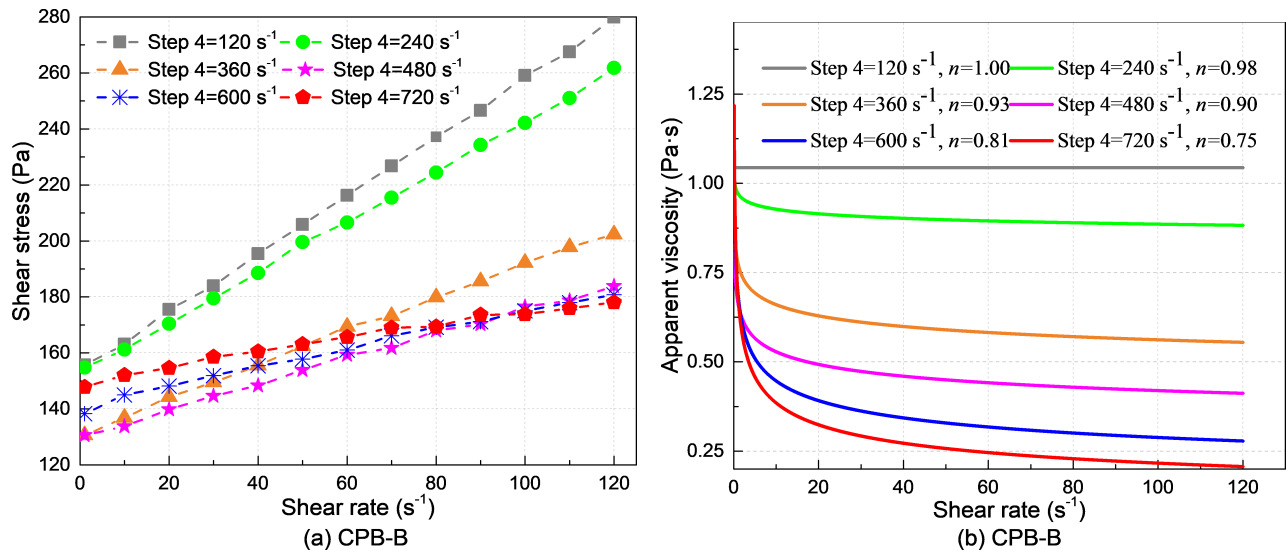 280
260
240
220
200
180
160
140
120
Shear stress (Pa)
Step 4=120 s⁻¹ Step 4=240 s⁻¹
Step 4=360 s⁻¹ Step 4=480 s⁻¹
Step 4=600 s⁻¹ Step 4=720 s⁻¹
0 20 40 60 80 100 120
Shear rate (s⁻¹)
(a) CPB-B
1.25
1.00
0.75
0.50
0.25
Apparent viscosity (Pa·s)
Step 4=120 s⁻¹, n=1.00 Step 4=240 s⁻¹, n=0.98
Step 4=360 s⁻¹, n=0.93 Step 4=480 s⁻¹, n=0.90
Step 4=600 s⁻¹, n=0.81 Step 4=720 s⁻¹, n=0.75
0 20 40 60 80 100 120
Shear rate (s⁻¹)
(b) CPB-B